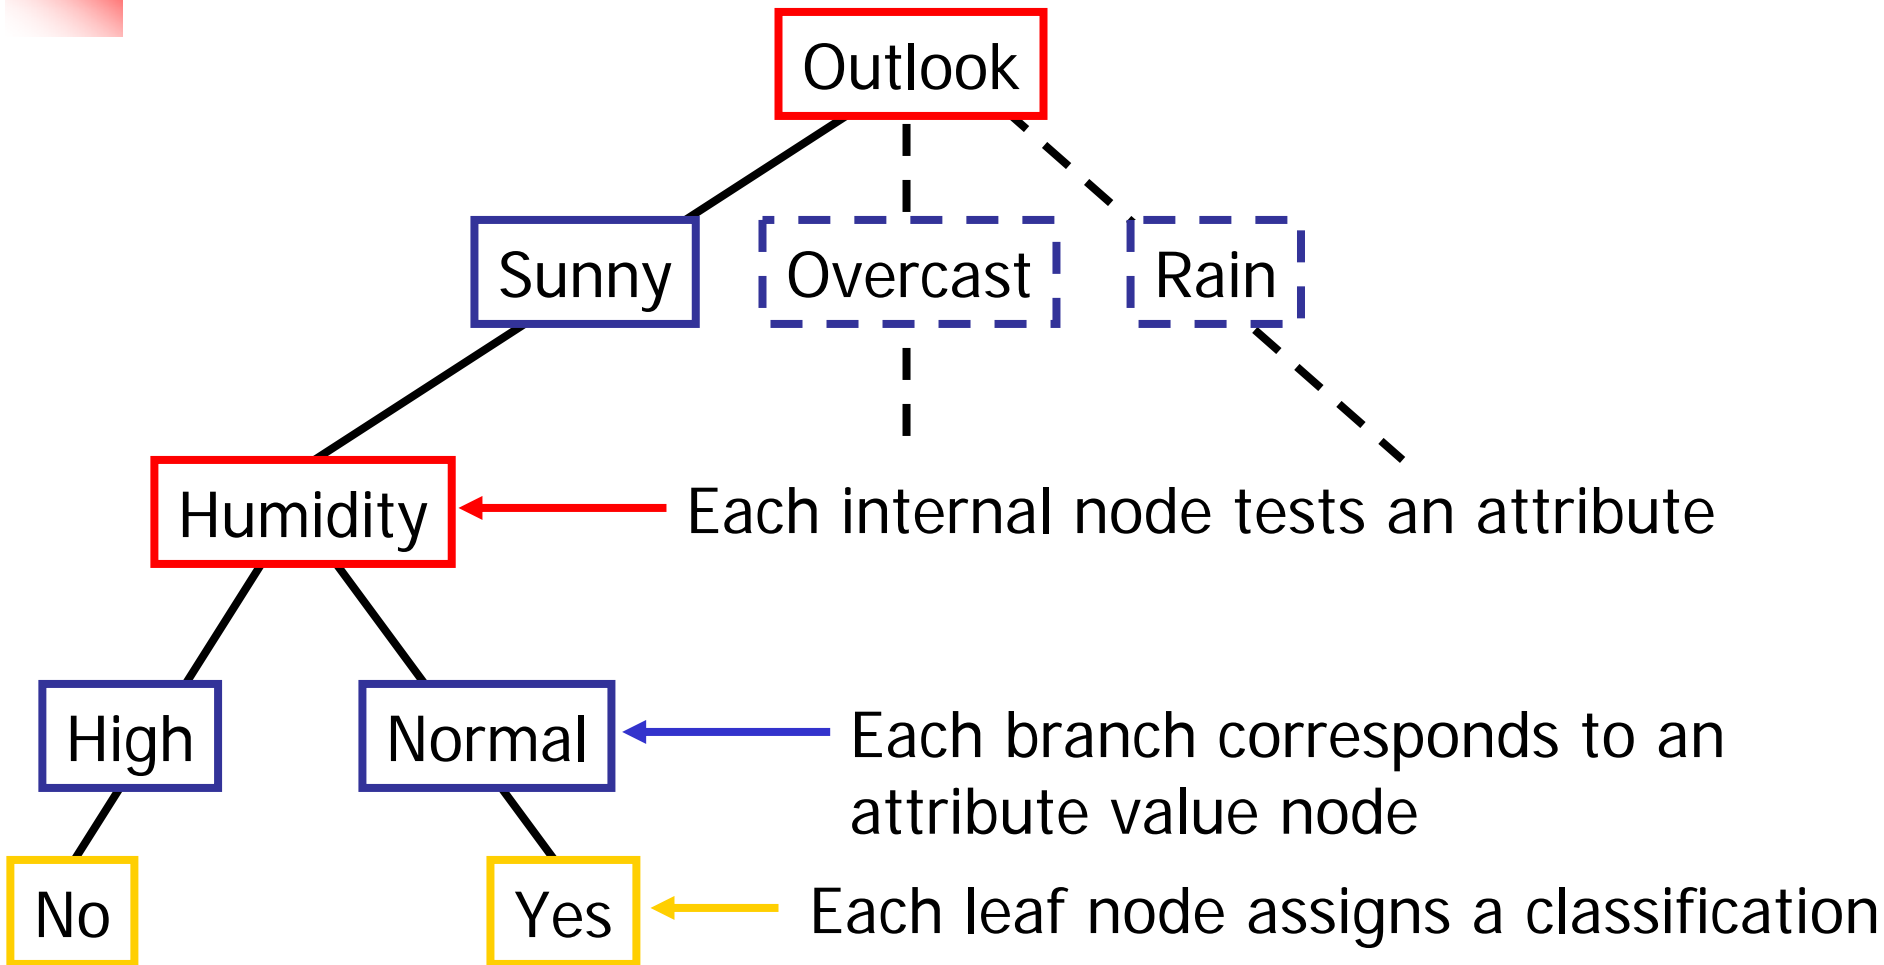 Outlook
Sunny
Overcast
Rain
Humidity
Each internal node tests an attribute
High
Normal
Each branch corresponds to an
attribute value node
No
Yes
Each leaf node assigns a classification